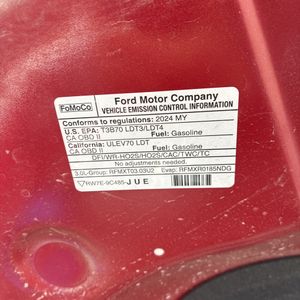 FoMoCo
Ford Motor Company
VEHICLE EMISSION CONTROL INFORMATION
Conforms to regulations: 2024 MY
U.S. EPA: T3B70 LDT3/LDT4
CA OBD II Fuel: Gasoline
California: ULEV70 LDT
CA OBD II Fuel: Gasoline
DFI/WR-HO2S/HO2S/CAC/TWC/TC
No adjustments needed.
3.0L-Group: RFMXT03.03U2 Evap: RFMXR0185NDG
RW7E-9C485-JUE